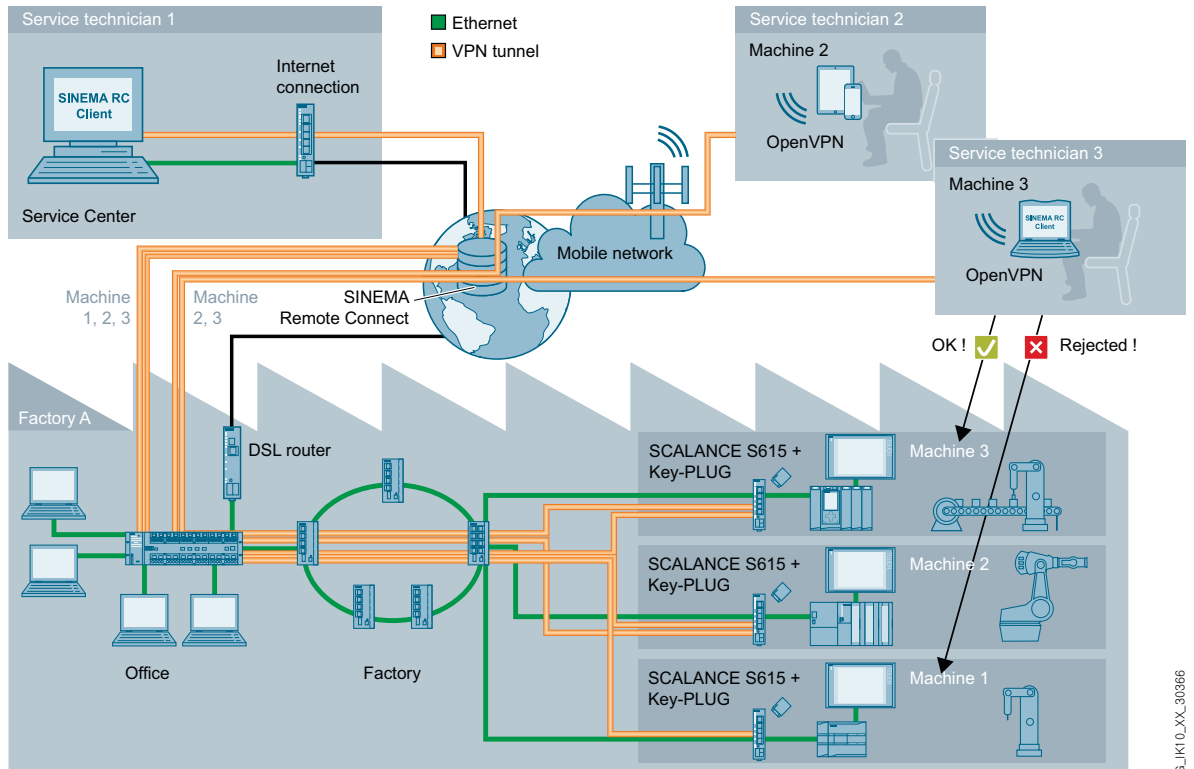 Service technician 1
Ethernet
VPN tunnel
Service technician 2
Machine 2
OpenVPN
Internet
connection
SINEMA RC
Client
Service Center
Service technician 3
Machine 3
SINEMA RC
Client
OpenVPN
Mobile network
Machine
1, 2, 3
Machine
2, 3
SINEMA
Remote Connect
OK !
Rejected !
Factory A
DSL router
SCALANCE S615 +
Key-PLUG
Machine 3
SCALANCE S615 +
Key-PLUG
Machine 2
SCALANCE S615 +
Key-PLUG
Machine 1
Office
Factory